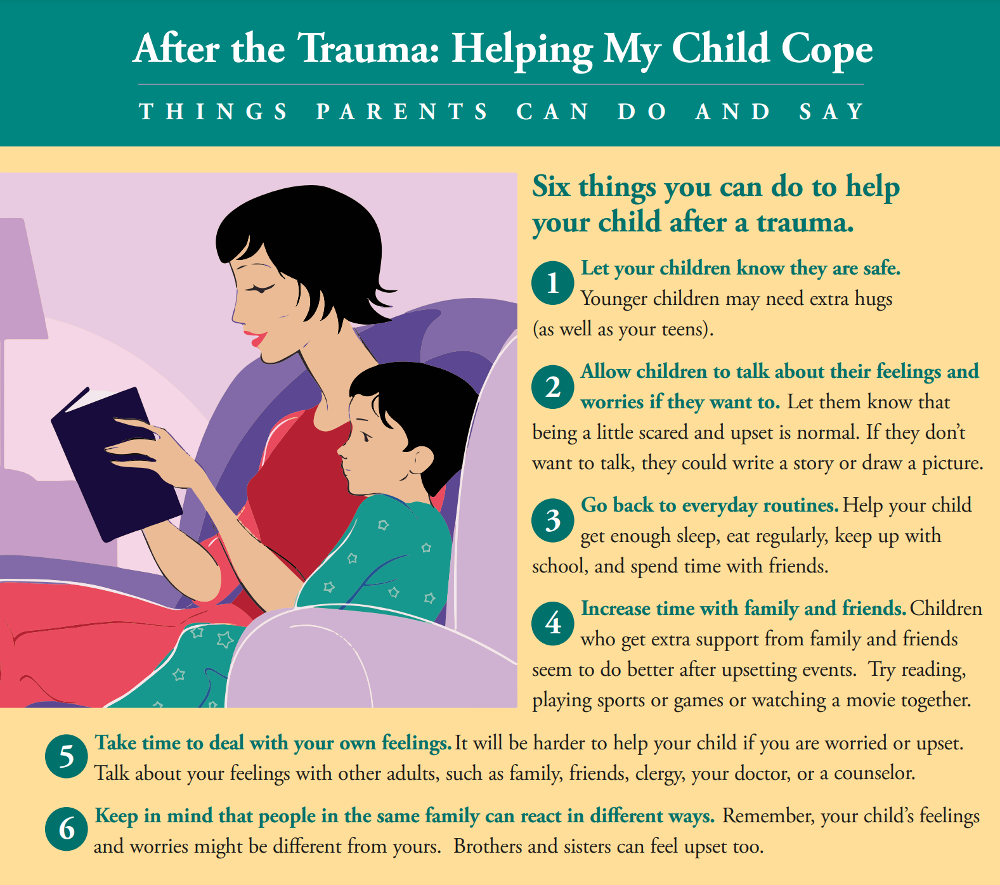 After the Trauma: Helping My Child Cope
THINGS PARENTS CAN DO AND SAY
Six things you can do to help
your child after a trauma.
1 Let your children know they are safe.
Younger children may need extra hugs
(as well as your teens).
2 Allow children to talk about their feelings and
worries if they want to. Let them know that
being a little scared and upset is normal. If they don’t
want to talk, they could write a story or draw a picture.
3 Go back to everyday routines. Help your child
get enough sleep, eat regularly, keep up with
school, and spend time with friends.
4 Increase time with family and friends. Children
who get extra support from family and friends
seem to do better after upsetting events. Try reading,
playing sports or games or watching a movie together.
5 Take time to deal with your own feelings. It will be harder to help your child if you are worried or upset.
Talk about your feelings with other adults, such as family, friends, clergy, your doctor, or a counselor.
6 Keep in mind that people in the same family can react in different ways. Remember, your child’s feelings
and worries might be different from yours. Brothers and sisters can feel upset too.